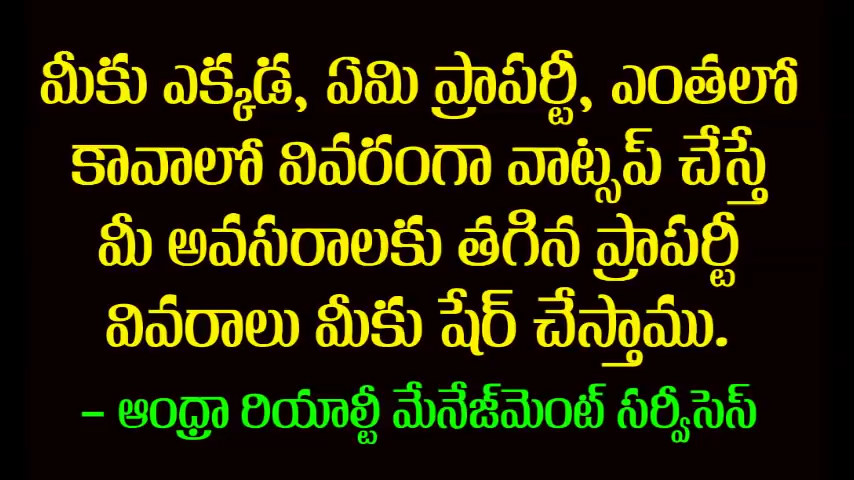 మీకు ఎక్కడ, ఏమి ప్రాపర్టీ, ఎంతలో
కావాలో వివరంగా వాట్సప్ చేస్తే
మీ అవసరాలకు తగిన ప్రాపర్టీ
వివరాలు మీకు షేర్ చేస్తాము.
– ఆంధ్రా రియాల్టీ మేనేజ్‌మెంట్ సర్వీసెస్